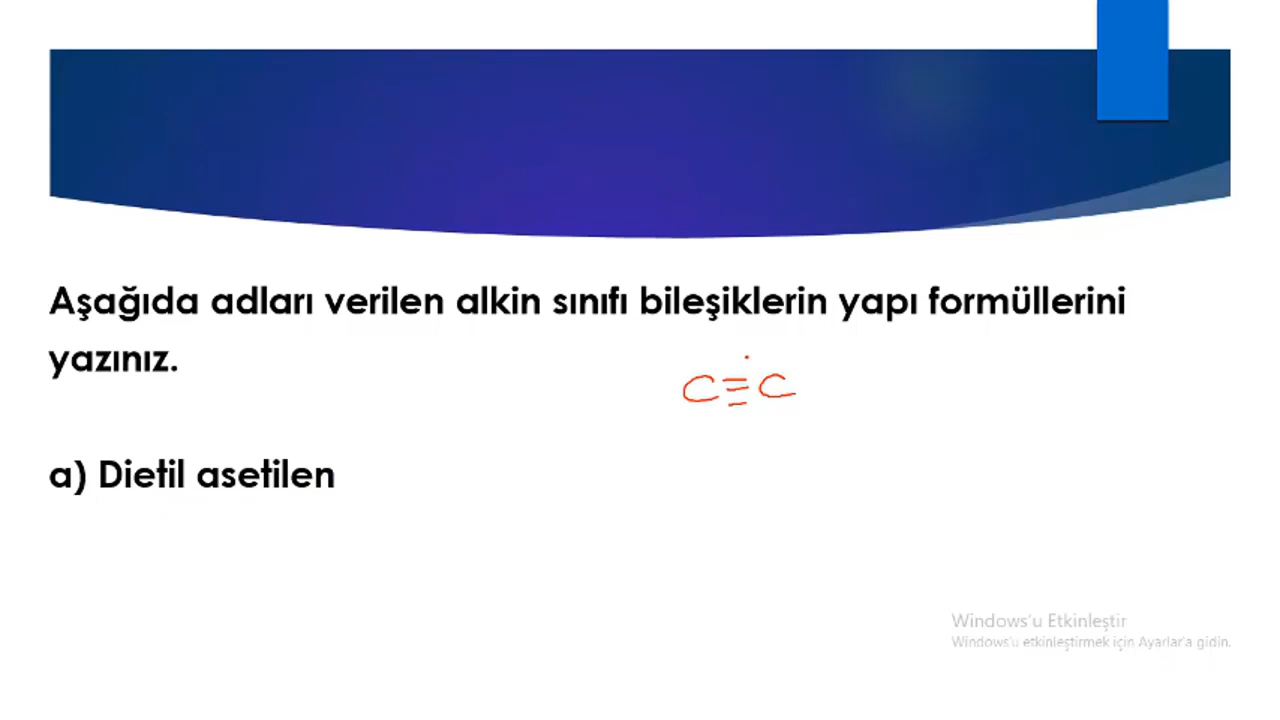 Aşağıda adları verilen alkin sınıfı bileşiklerin yapı formüllerini
yazınız.
C≡C
a) Dietil asetilen
Windows'u Etkinleştir
Windows'u etkinleştirmek için Ayarlar'a gidin.